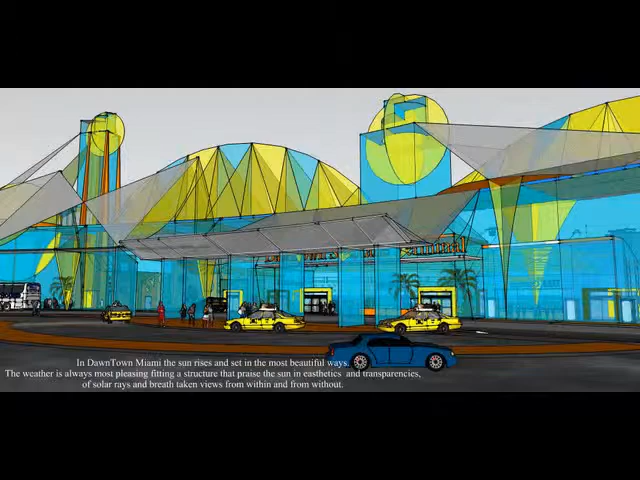 Terminal
In DawnTown Miami the sun rises and set in the most beautiful ways.
The weather is always most pleasing fitting a structure that praise the sun in easthetics and transparencies,
of solar rays and breath taken views from within and from without.